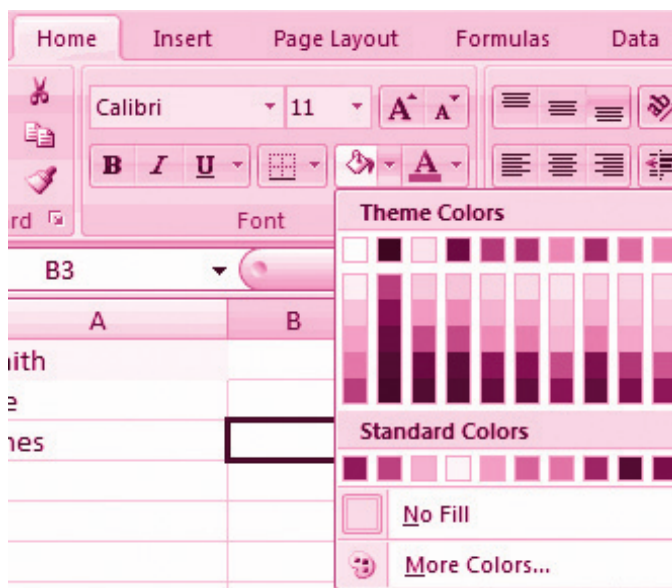 Home Insert Page Layout Formulas Data
Calibri 11 A A ab
B I U A
rd Font
Theme Colors
B3
A B
ith
e
nes
Standard Colors
No Fill
More Colors...